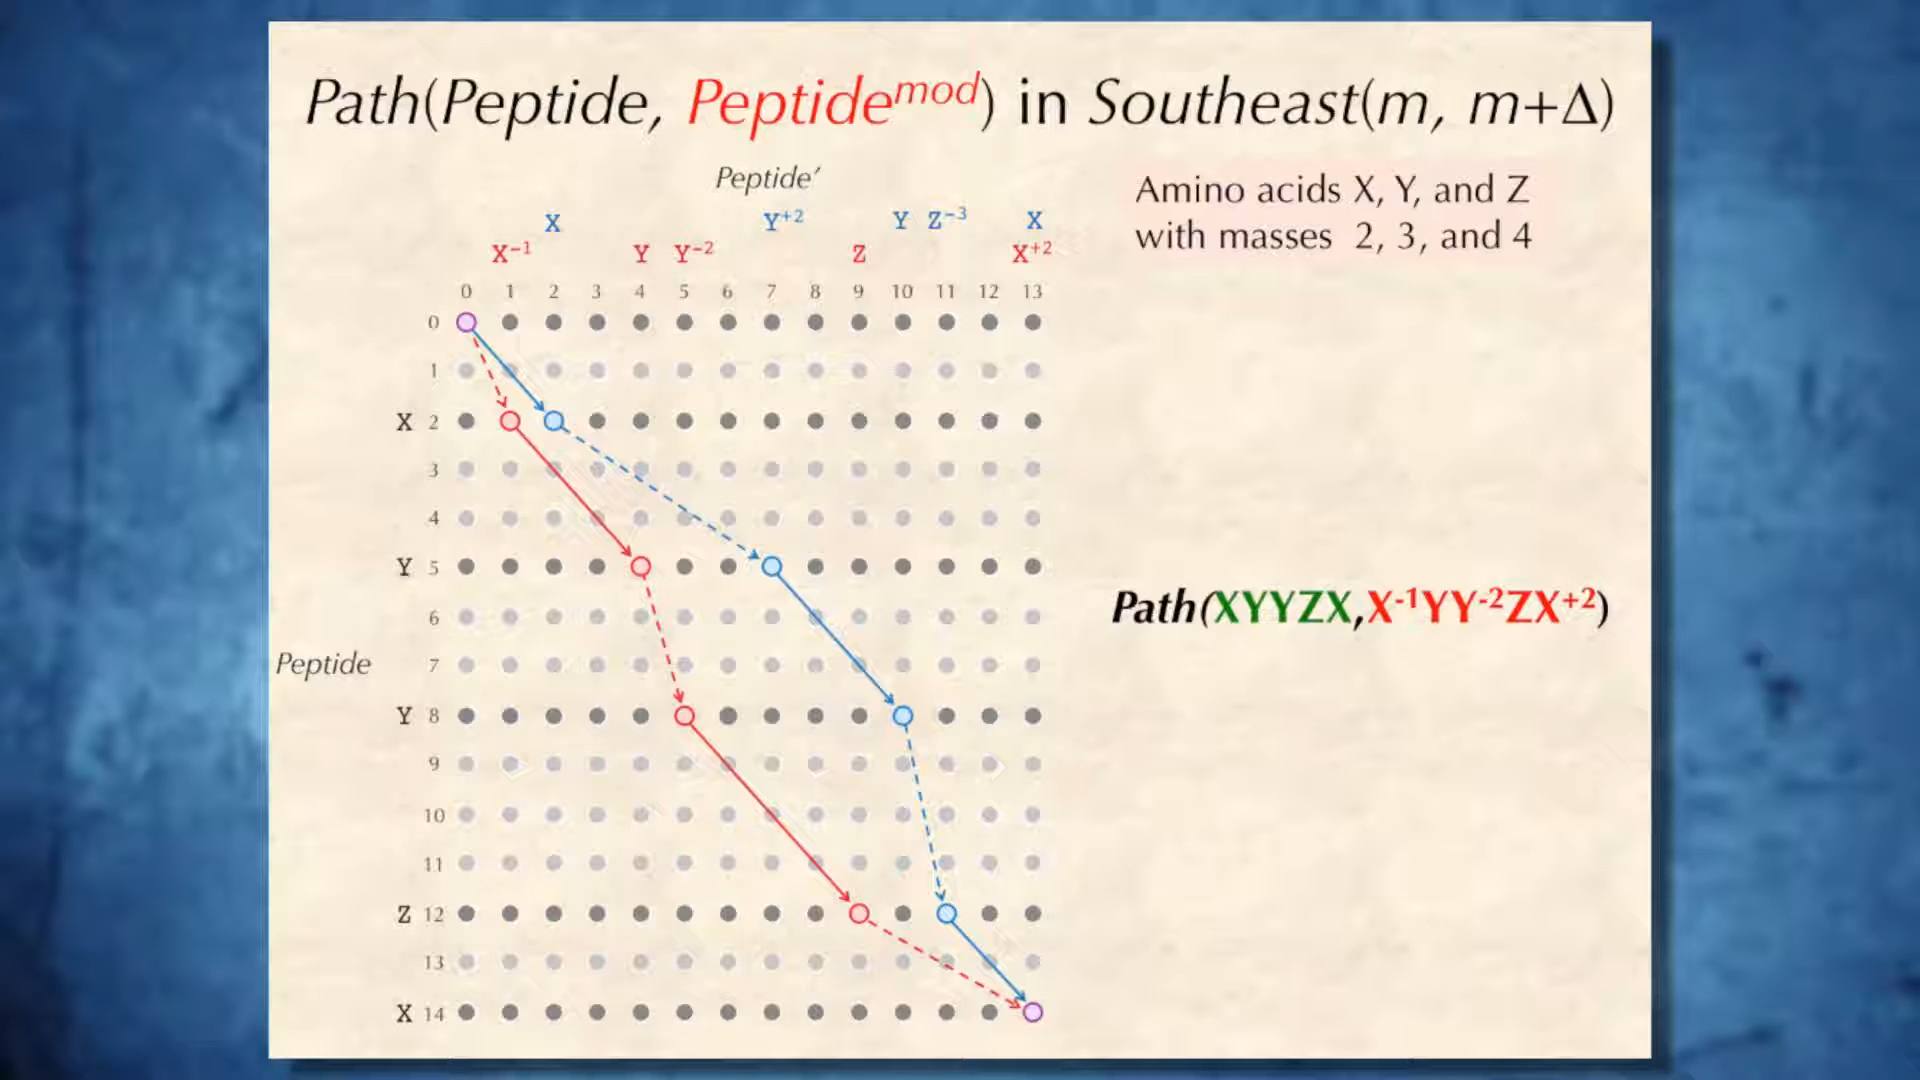 Path(Peptide, Peptide^mod) in Southeast(m, m+Δ)
Peptide′
Amino acids X, Y, and Z
with masses 2, 3, and 4
X Y⁺² Y Z⁻³ X
X⁻¹ Y Y⁻² Z X⁺²
0 1 2 3 4 5 6 7 8 9 10 11 12 13
0
1
X 2
3
4
Y 5
6
Peptide 7
Y 8
9
10
11
Z 12
13
X 14
Path(XYYZX,X⁻¹YY⁻²ZX⁺²)